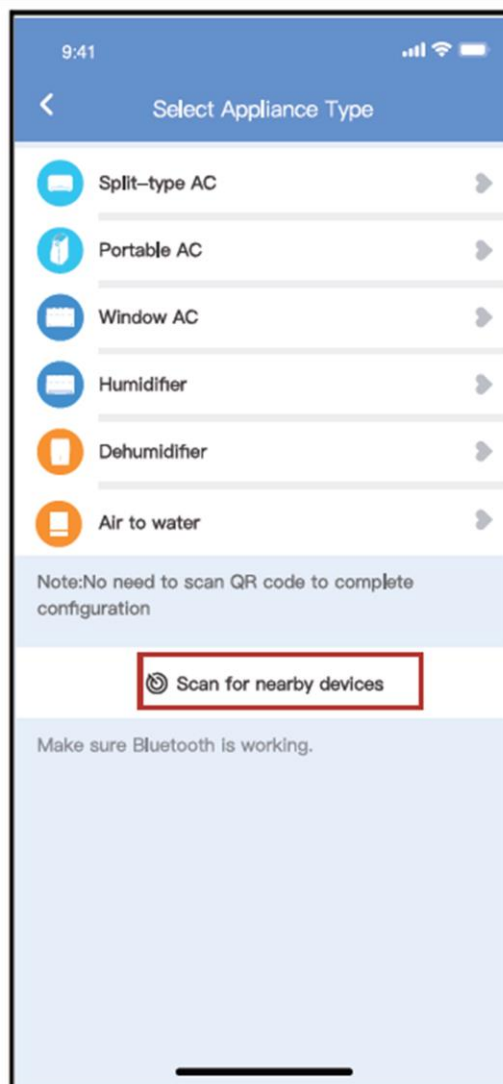 9:41
Select Appliance Type
Split-type AC
Portable AC
Window AC
Humidifier
Dehumidifier
Air to water
Note:No need to scan QR code to complete
configuration
Scan for nearby devices
Make sure Bluetooth is working.